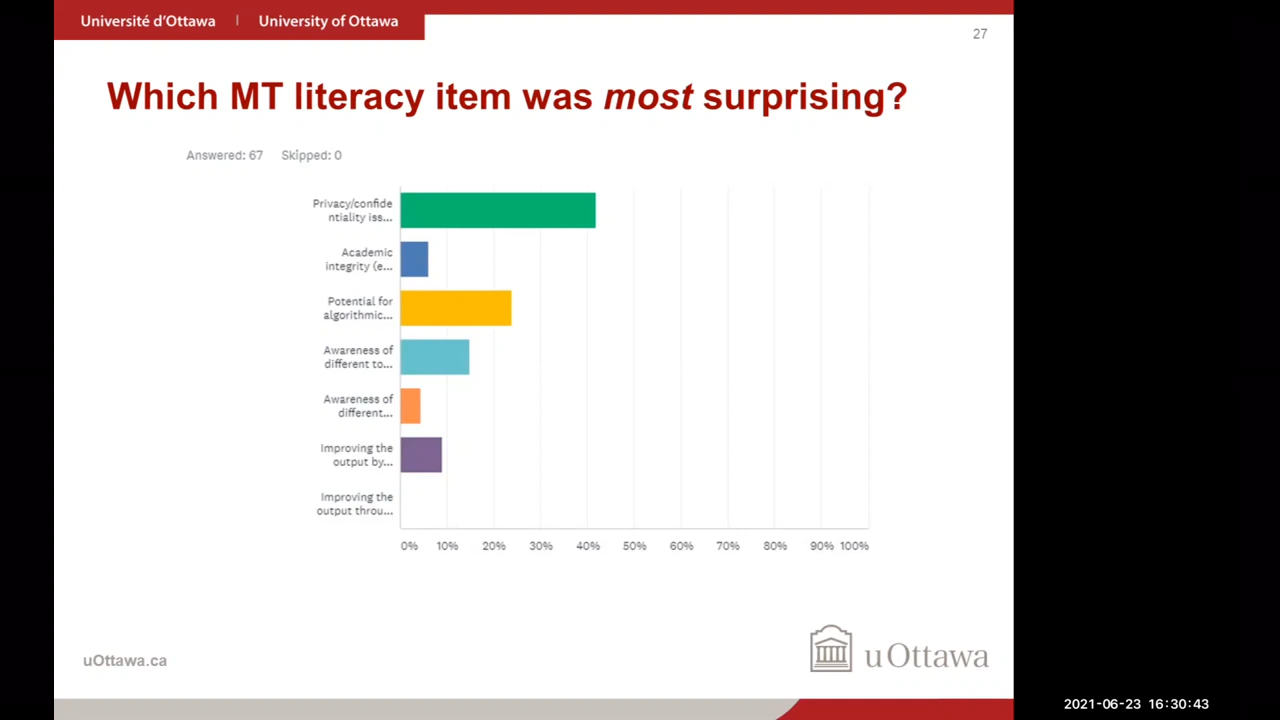 Université d'Ottawa | University of Ottawa
27
Which MT literacy item was most surprising?
Answered: 67 Skipped: 0
Privacy/confide
ntiality iss...
Academic
integrity (e...
Potential for
algorithmic...
Awareness of
different to...
Awareness of
different...
Improving the
output by...
Improving the
output throu...
0% 10% 20% 30% 40% 50% 60% 70% 80% 90% 100%
uOttawa.ca
uOttawa
2021-06-23 16:30:43